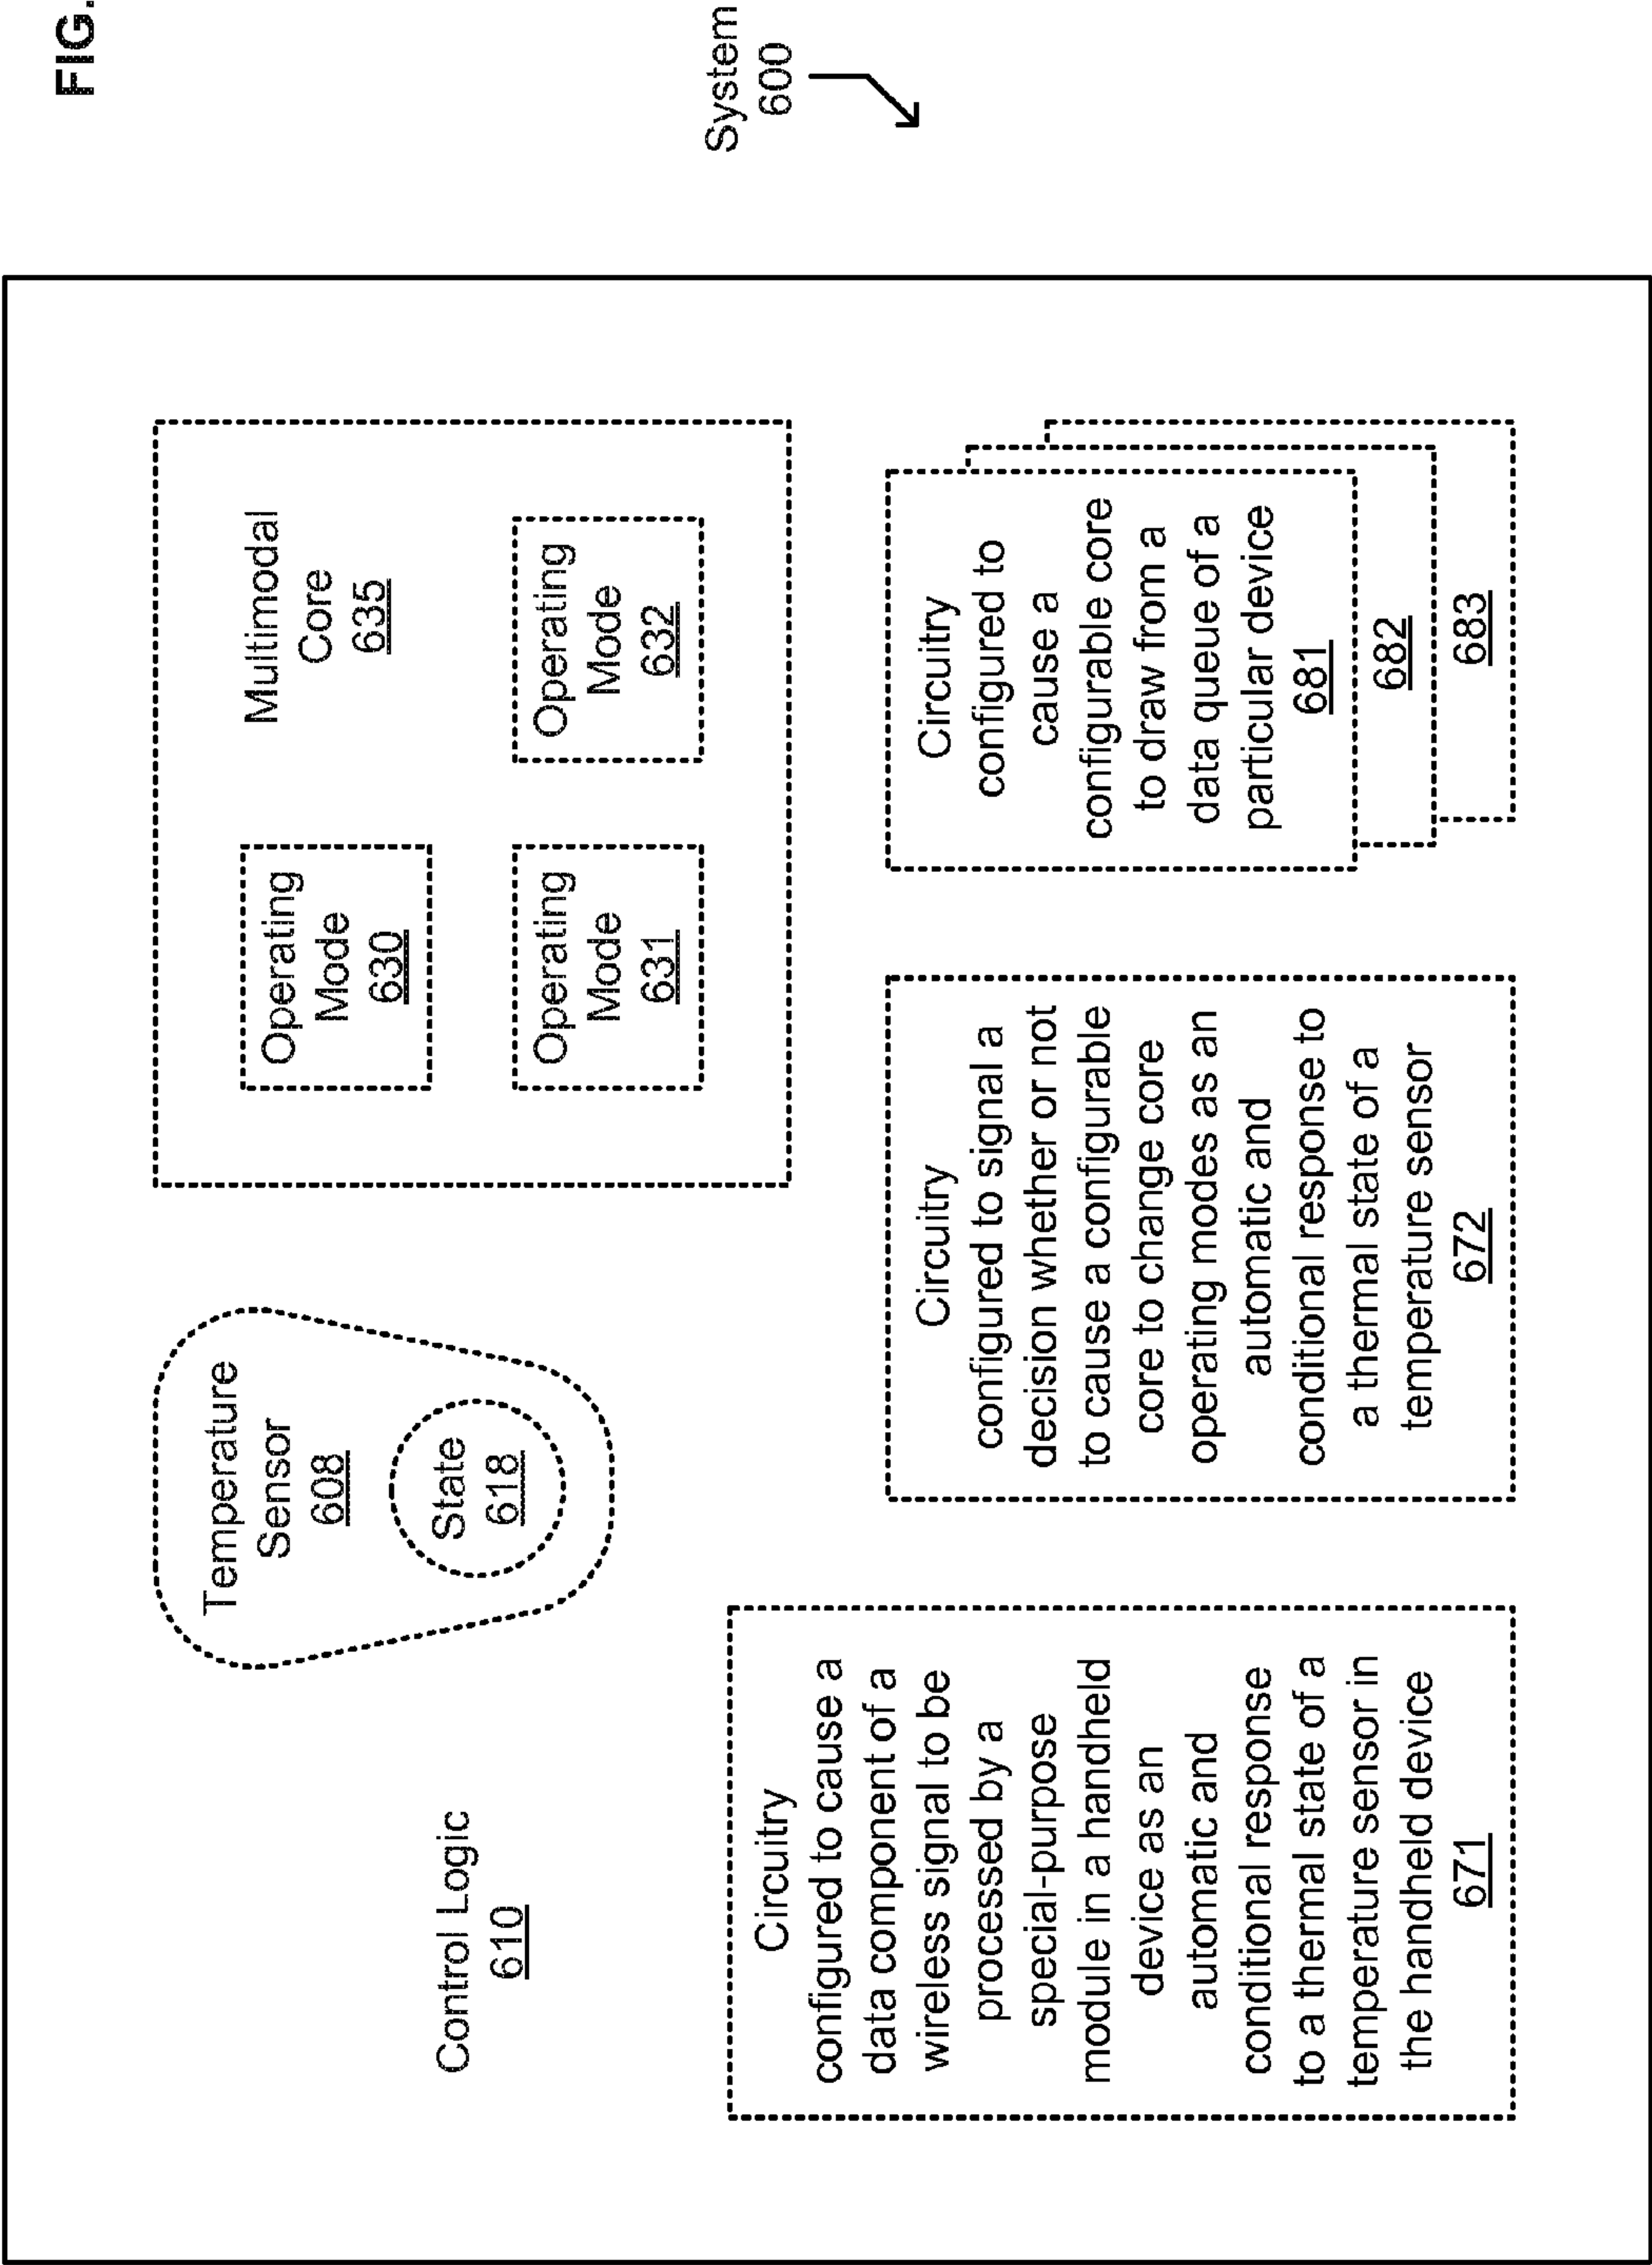 FIG.
System
600
Control Logic
610
Temperature
Sensor
608
State
618
Operating
Mode
630
Multimodal
Core
635
Operating
Mode
631
Operating
Mode
632
Circuitry
configured to cause a
data component of a
wireless signal to be
processed by a
special-purpose
module in a handheld
device as an
automatic and
conditional response
to a thermal state of a
temperature sensor in
the handheld device
671
Circuitry
configured to signal a
decision whether or not
to cause a configurable
core to change core
operating modes as an
automatic and
conditional response to
a thermal state of a
temperature sensor
672
Circuitry
configured to
cause a
configurable core
to draw from a
data queue of a
particular device
681
682
683